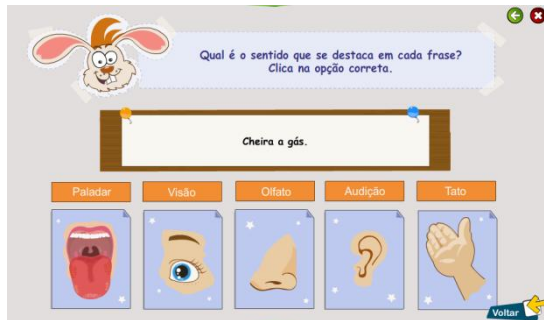 Qual é o sentido que se destaca em cada frase?
Clica na opção correta.
Cheira a gás.
Paladar
Visão
Olfato
Audição
Tato
Voltar